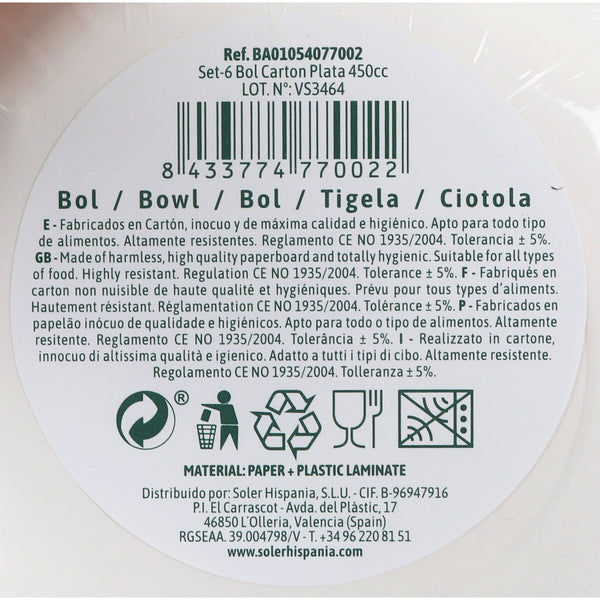 Ref. BA01054077002
Set-6 Bol Carton Plata 450cc
LOT. Nº: VS3464
8 433774 770022
Bol / Bowl / Bol / Tigela / Ciotola
E - Fabricados en Cartón, inocuo y de máxima calidad e higiénico. Apto para todo tipo
de alimentos. Altamente resistentes. Reglamento CE NO 1935/2004. Tolerancia ± 5%.
GB - Made of harmless, high quality paperboard and totally hygienic. Suitable for all types
of food. Highly resistant. Regulation CE NO 1935/2004. Tolerance ± 5%. F - Fabriqués en
carton non nuisible de haute qualité et hygiéniques. Prévu pour tous types d'aliments.
Hautement résistant. Réglamentation CE NO 1935/2004. Tolérance ± 5%. P - Fabricados en
papelão inócuo de qualidade e higiénicos. Apto para todo o tipo de alimentos. Altamente
resitente. Reglamento CE NO 1935/2004. Tolerância ± 5%. I - Realizzato in cartone,
innocuo di altissima qualità e igienico. Adatto a tutti i tipi di cibo. Altamente resistente.
Regolamento CE NO 1935/2004. Tolleranza ± 5%.
®
MATERIAL: PAPER + PLASTIC LAMINATE
Distribuido por: Soler Hispania, S.L.U. - CIF. B-96947916
P.I. El Carrascot - Avda. del Plàstic, 17
46850 L'Olleria, Valencia (Spain)
RGSEAA. 39.004798/V - T. +34 96 220 81 51
www.solerhispania.com